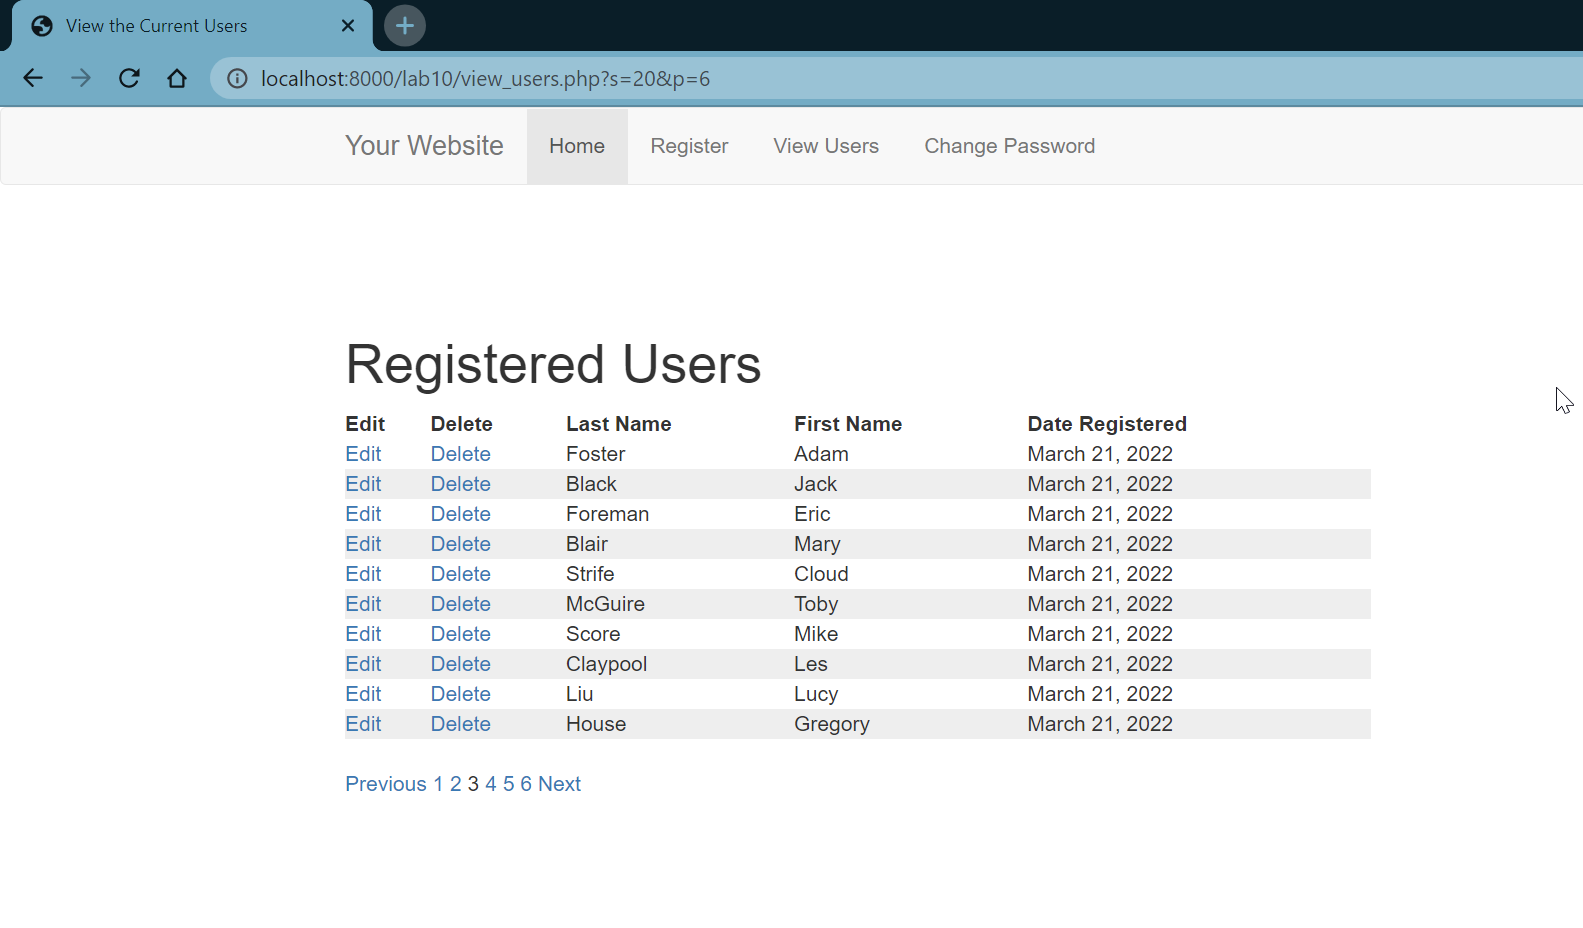 View the Current Users
localhost:8000/lab10/view_users.php?s=20&p=6
Your Website Home Register View Users Change Password
Registered Users
Edit Delete Last Name First Name Date Registered
Edit Delete Foster Adam March 21, 2022
Edit Delete Black Jack March 21, 2022
Edit Delete Foreman Eric March 21, 2022
Edit Delete Blair Mary March 21, 2022
Edit Delete Strife Cloud March 21, 2022
Edit Delete McGuire Toby March 21, 2022
Edit Delete Score Mike March 21, 2022
Edit Delete Claypool Les March 21, 2022
Edit Delete Liu Lucy March 21, 2022
Edit Delete House Gregory March 21, 2022
Previous 1 2 3 4 5 6 Next